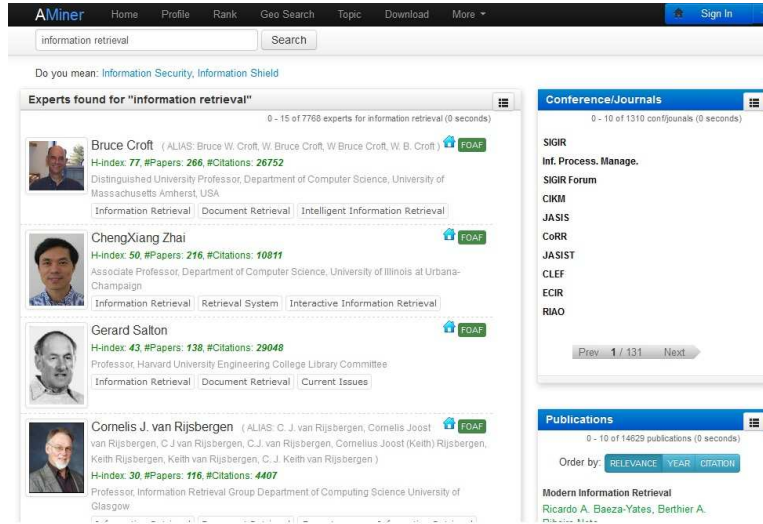 AMiner Home Profile Rank Geo Search Topic Download More Sign In
information retrieval Search
Do you mean: Information Security, Information Shield
Experts found for "information retrieval"
0 - 15 of 7768 experts for information retrieval (0 seconds)
Bruce Croft ( ALIAS: Bruce W. Croft, W. Bruce Croft, W Bruce Croft, W. B. Croft ) FOAF
H-index: 77, #Papers: 266, #Citations: 26752
Distinguished University Professor, Department of Computer Science, University of
Massachusetts Amherst, USA
Information Retrieval Document Retrieval Intelligent Information Retrieval
ChengXiang Zhai FOAF
H-index: 50, #Papers: 216, #Citations: 10811
Associate Professor, Department of Computer Science, University of Illinois at Urbana-
Champaign
Information Retrieval Retrieval System Interactive Information Retrieval
Gerard Salton FOAF
H-index: 43, #Papers: 138, #Citations: 29048
Professor, Harvard University Engineering College Library Committee
Information Retrieval Document Retrieval Current Issues
Cornelis J. van Rijsbergen ( ALIAS: C. J. van Rijsbergen, Cornelis Joost FOAF
van Rijsbergen, C.J van Rijsbergen, C.J. van Rijsbergen, Cornelius Joost (Keith) Rijsbergen,
Keith Rijsbergen, Keith van Rijsbergen, C. J. Keith van Rijsbergen )
H-index: 30, #Papers: 116, #Citations: 4407
Professor, Information Retrieval Group Department of Computing Science University of
Glasgow
Conference/Journals
0 - 10 of 1310 conf/jounals (0 seconds)
SIGIR
Inf. Process. Manage.
SIGIR Forum
CIKM
JASIS
CoRR
JASIST
CLEF
ECIR
RIAO
Prev 1 / 131 Next
Publications
0 - 10 of 14629 publications (0 seconds)
Order by: RELEVANCE YEAR CITATION
Modern Information Retrieval
Ricardo A. Baeza-Yates, Berthier A.